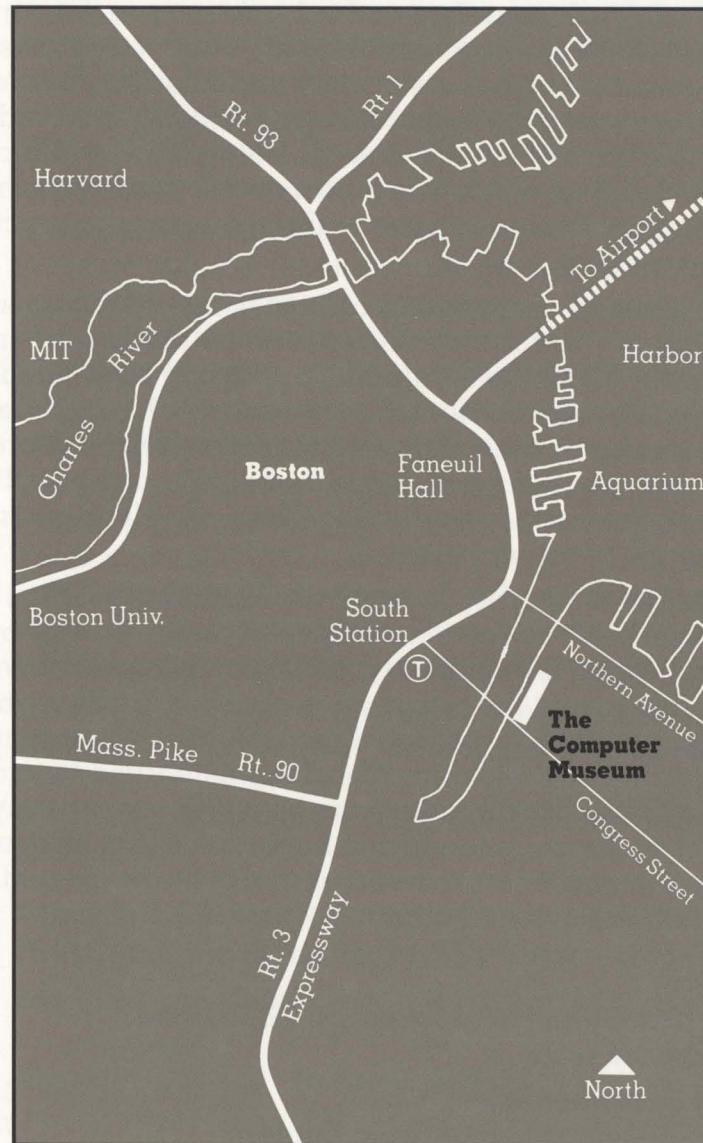 Rt. 93
Rt. 1
Harvard
To Airport
MIT
River
Harbor
Charles
Boston
Faneuil
Hall
Aquarium
Boston Univ.
South
Station
T
Northern Avenue
The
Computer
Museum
Mass. Pike
Rt. 90
Congress Street
Rt. 3
Expressway
North